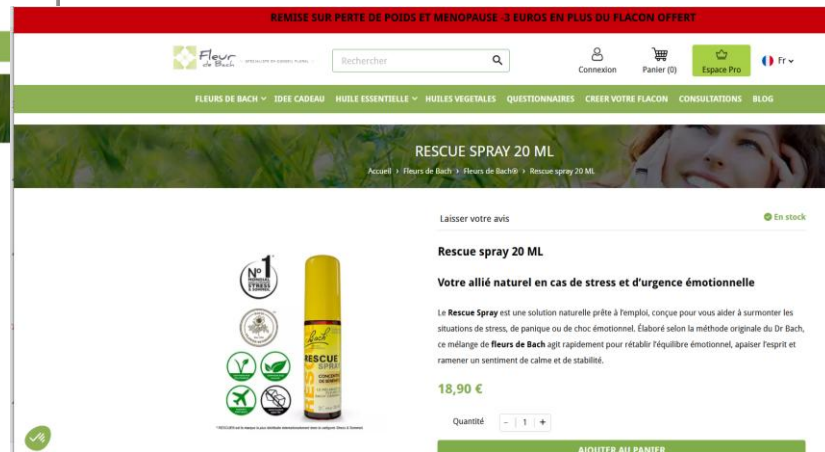 REMISE SUR PERTE DE POIDS ET MENOPAUSE -3 EUROS EN PLUS DU FLACON OFFERT
Fleur
de Bach
Rechercher
Connexion
Panier (0)
Espace Pro
Fr
FLEURS DE BACH IDEE CADEAU HUILE ESSENTIELLE HUILES VEGETALES QUESTIONNAIRES CREER VOTRE FLACON CONSULTATIONS BLOG
RESCUE SPRAY 20 ML
Accueil > Fleurs de Bach > Fleurs de Bach® > Rescue spray 20 ML
Laisser votre avis
En stock
Rescue spray 20 ML
Votre allié naturel en cas de stress et d'urgence émotionnelle
Le Rescue Spray est une solution naturelle prête à l'emploi, conçue pour vous aider à surmonter les
situations de stress, de panique ou de choc émotionnel. Élaboré selon la méthode originale du Dr Bach,
ce mélange de fleurs de Bach agit rapidement pour rétablir l'équilibre émotionnel, apaiser l'esprit et
ramener un sentiment de calme et de stabilité.
18,90 €
Quantité - 1 +
AJOUTER AU PANIER
N°1
STRESS
Bach
RESCUE
SPRAY